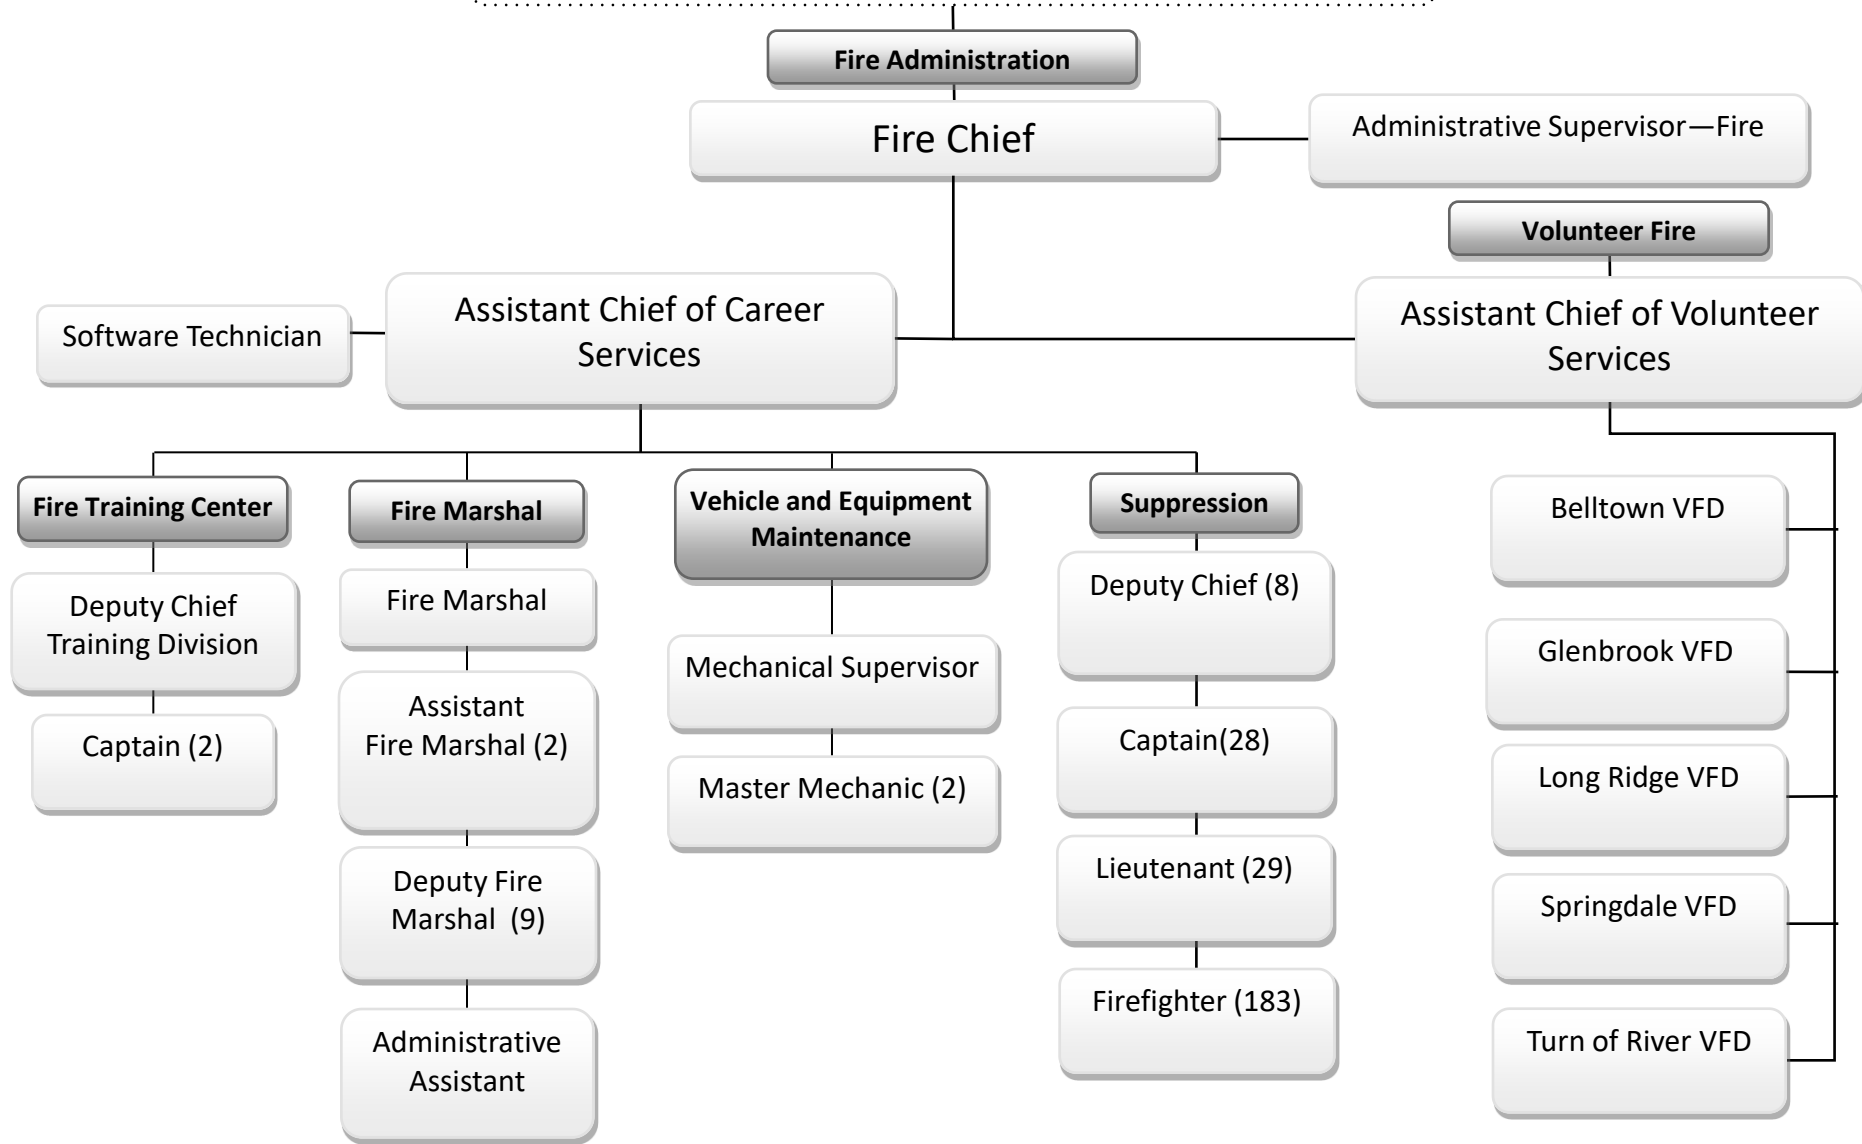 Fire Administration
Fire Chief
Administrative Supervisor—Fire
Volunteer Fire
Assistant Chief of Career
Services
Software Technician
Assistant Chief of Volunteer
Services
Fire Training Center
Deputy Chief
Training Division
Captain (2)
Fire Marshal
Fire Marshal
Assistant
Fire Marshal (2)
Deputy Fire
Marshal  (9)
Administrative
Assistant
Vehicle and Equipment
Maintenance
Mechanical Supervisor
Master Mechanic (2)
Suppression
Deputy Chief (8)
Captain(28)
Lieutenant (29)
Firefighter (183)
Belltown VFD
Glenbrook VFD
Long Ridge VFD
Springdale VFD
Turn of River VFD